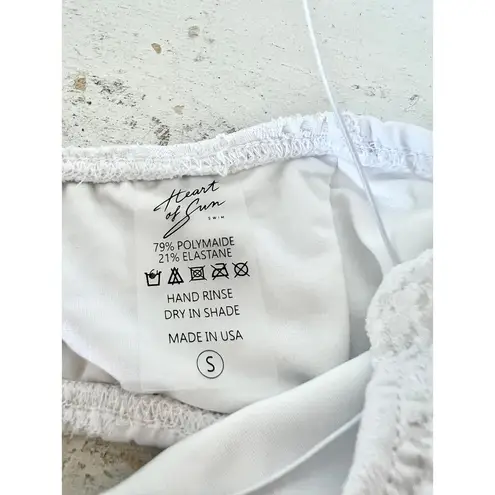 Heart
of Sun
SWIM
79% POLYMAIDE
21% ELASTANE
HAND RINSE
DRY IN SHADE
MADE IN USA
S